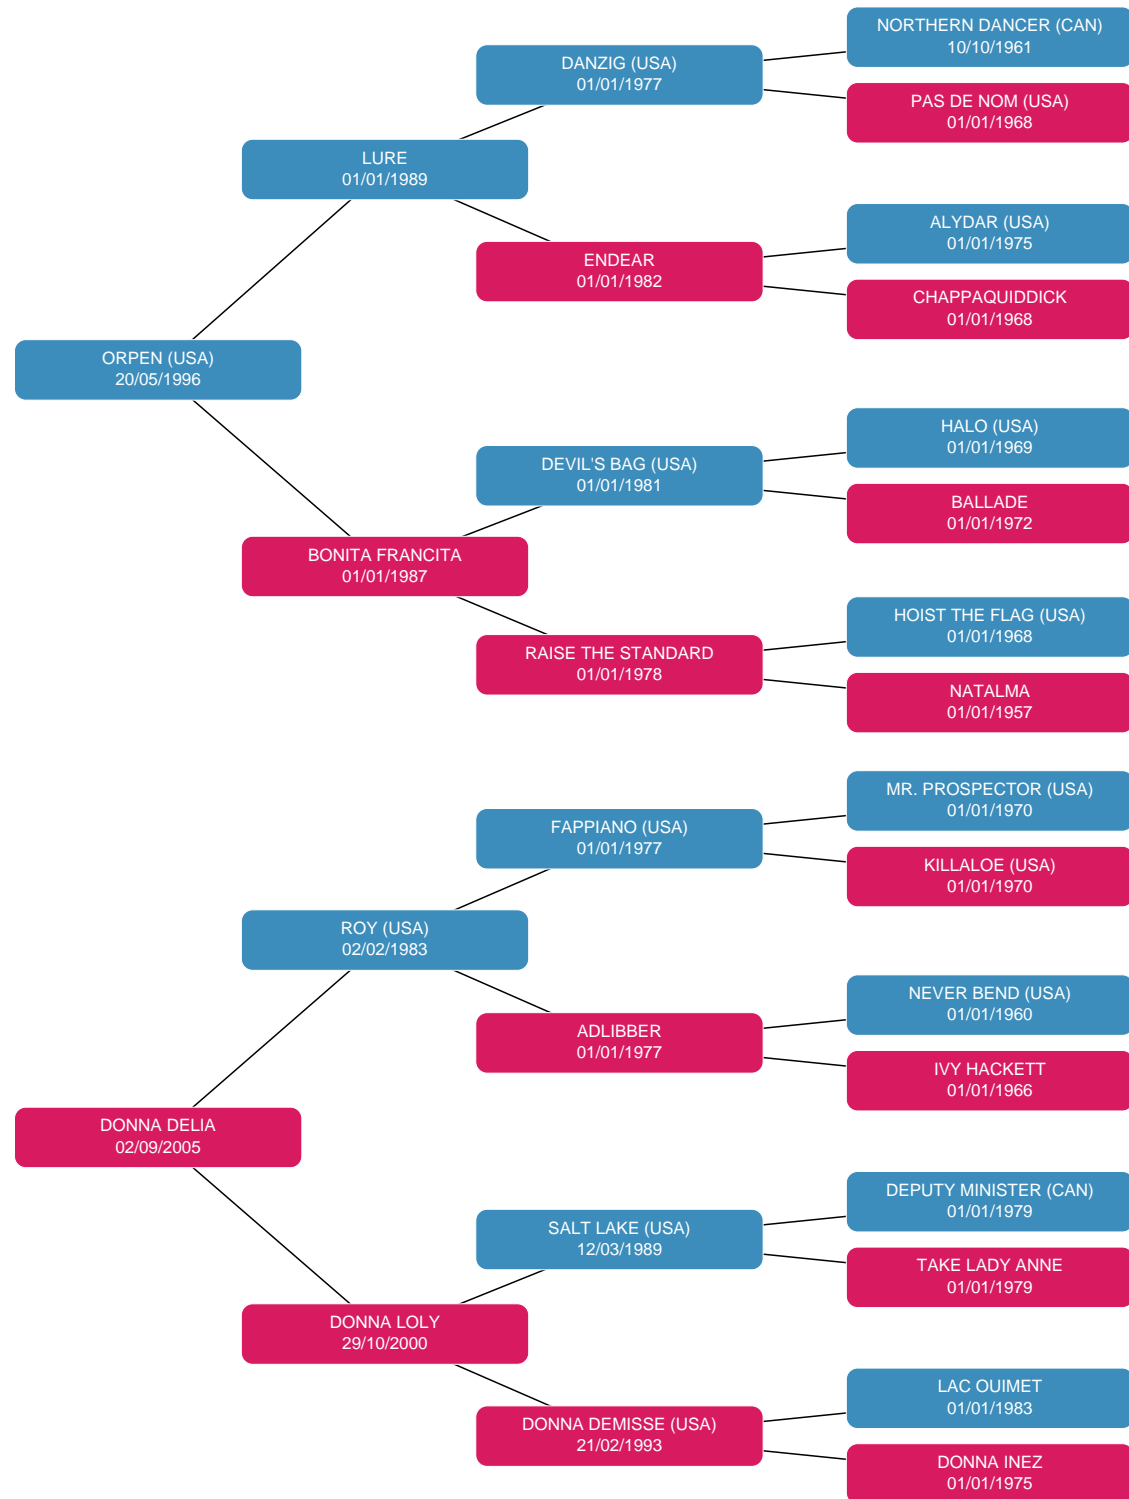 NORTHERN DANCER (CAN)
10/10/1961
DANZIG (USA)
01/01/1977
PAS DE NOM (USA)
01/01/1968
LURE
01/01/1989
ALYDAR (USA)
01/01/1975
ENDEAR
01/01/1982
CHAPPAQUIDDICK
01/01/1968
ORPEN (USA)
20/05/1996
HALO (USA)
01/01/1969
DEVIL'S BAG (USA)
01/01/1981
BALLADE
01/01/1972
BONITA FRANCITA
01/01/1987
HOIST THE FLAG (USA)
01/01/1968
RAISE THE STANDARD
01/01/1978
NATALMA
01/01/1957
MR. PROSPECTOR (USA)
01/01/1970
FAPPIANO (USA)
01/01/1977
KILLALOE (USA)
01/01/1970
ROY (USA)
02/02/1983
NEVER BEND (USA)
01/01/1960
ADLIBBER
01/01/1977
IVY HACKETT
01/01/1966
DONNA DELIA
02/09/2005
DEPUTY MINISTER (CAN)
01/01/1979
SALT LAKE (USA)
12/03/1989
TAKE LADY ANNE
01/01/1979
DONNA LOLY
29/10/2000
LAC OUIMET
01/01/1983
DONNA DEMISSE (USA)
21/02/1993
DONNA INEZ
01/01/1975